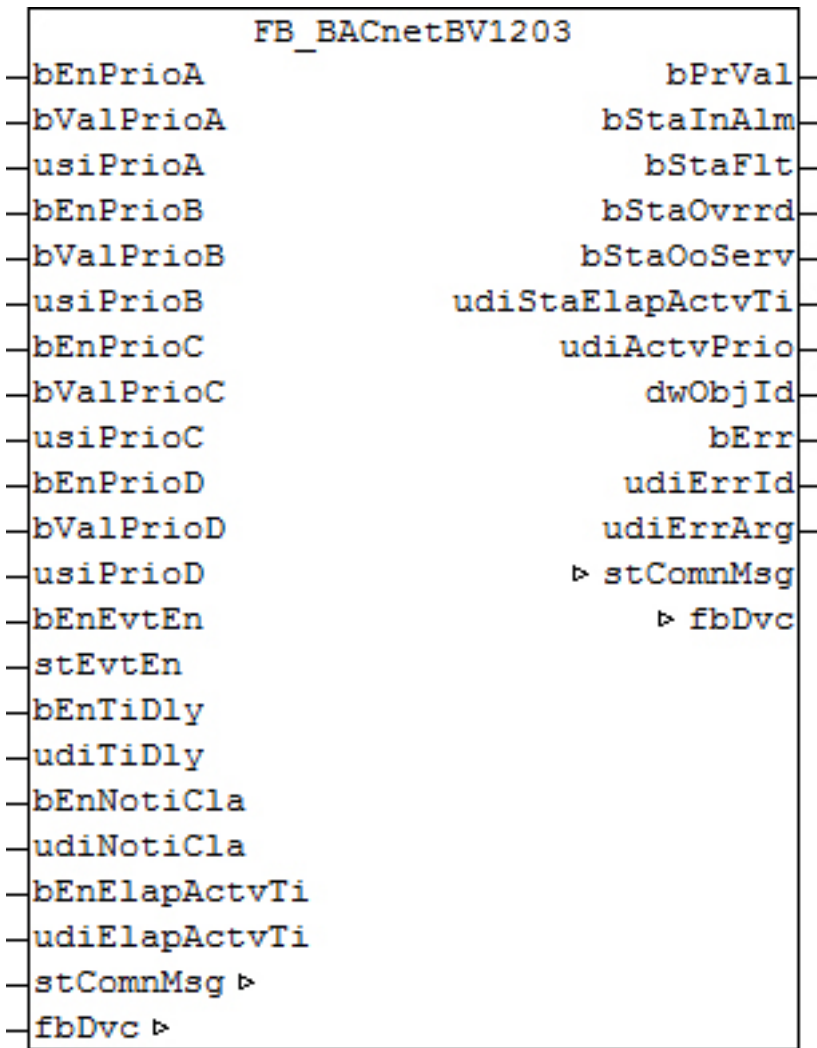 FB_BACnetBV1203
bEnPrioA bPrVal
bValPrioA bStaInAlm
usiPrioA bStaFlt
bEnPrioB bStaOvrrd
bValPrioB bStaOoServ
usiPrioB udiStaElapActvTi
bEnPrioC udiActvPrio
bValPrioC dwObjId
usiPrioC bErr
bEnPrioD udiErrId
bValPrioD udiErrArg
usiPrioD ▹ stComnMsg
bEnEvtEn ▹ fbDvc
stEvtEn
bEnTiDly
udiTiDly
bEnNotiCla
udiNotiCla
bEnElapActvTi
udiElapActvTi
stComnMsg ▹
fbDvc ▹